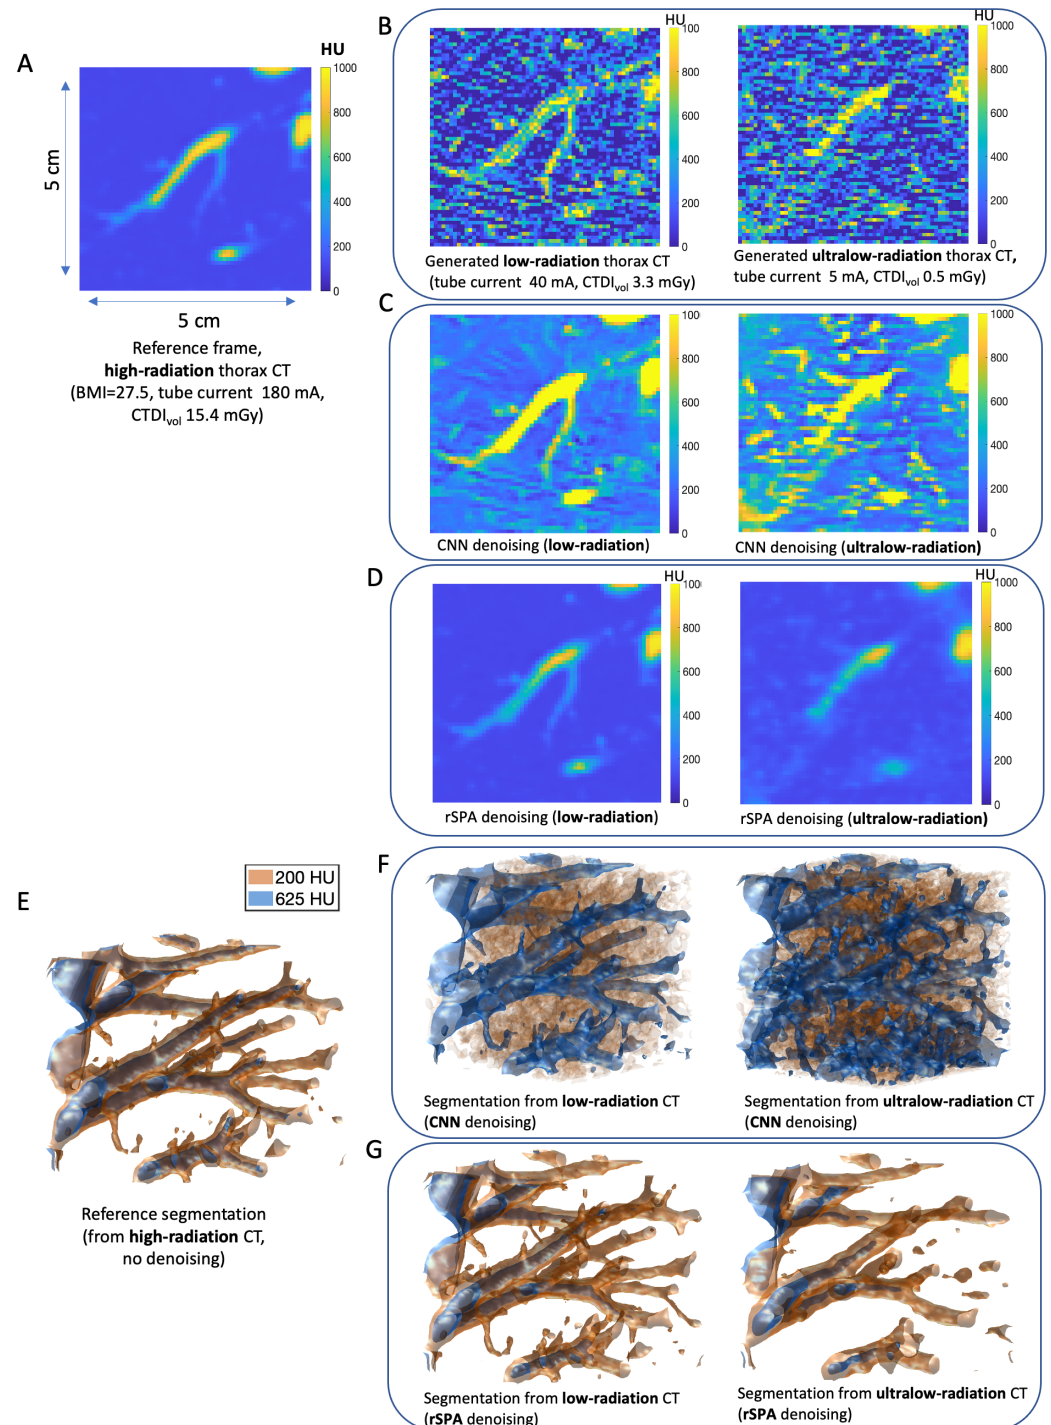 A
HU
1000
800
600
400
200
0
5 cm
5 cm
Reference frame,
high-radiation thorax CT
(BMI=27.5, tube current 180 mA,
CTDIvol 15.4 mGy)
B
HU
100
800
600
400
200
0
Generated low-radiation thorax CT
(tube current 40 mA, CTDIvol 3.3 mGy)
HU
1000
800
600
400
200
0
Generated ultralow-radiation thorax CT,
tube current 5 mA, CTDIvol 0.5 mGy)
C
100
800
600
400
200
0
CNN denoising (low-radiation)
1000
800
600
400
200
0
CNN denoising (ultralow-radiation)
D
HU
100
800
600
400
200
0
rSPA denoising (low-radiation)
HU
1000
800
600
400
200
0
rSPA denoising (ultralow-radiation)
E
200 HU
625 HU
Reference segmentation
(from high-radiation CT,
no denoising)
F
Segmentation from low-radiation CT
(CNN denoising)
Segmentation from ultralow-radiation CT
(CNN denoising)
G
Segmentation from low-radiation CT
(rSPA denoising)
Segmentation from ultralow-radiation CT
(rSPA denoising)